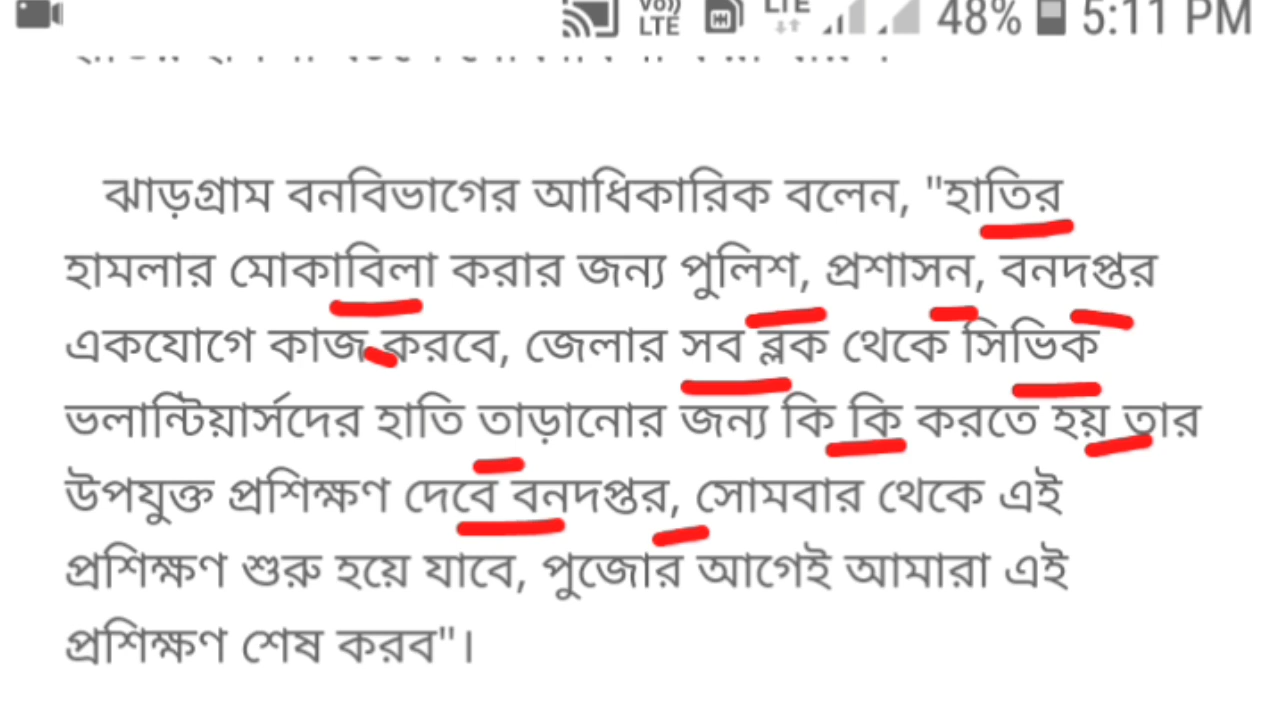 VoLTE LTE 48% 5:11 PM
ঝাড়গ্রাম বনবিভাগের আধিকারিক বলেন, "হাতির
হামলার মোকাবিলা করার জন্য পুলিশ, প্রশাসন, বনদপ্তর
একযোগে কাজ করবে, জেলার সব ব্লক থেকে সিভিক
ভলান্টিয়ার্সদের হাতি তাড়ানোর জন্য কি কি করতে হয় তার
উপযুক্ত প্রশিক্ষণ দেবে বনদপ্তর, সোমবার থেকে এই
প্রশিক্ষণ শুরু হয়ে যাবে, পুজোর আগেই আমারা এই
প্রশিক্ষণ শেষ করব"।